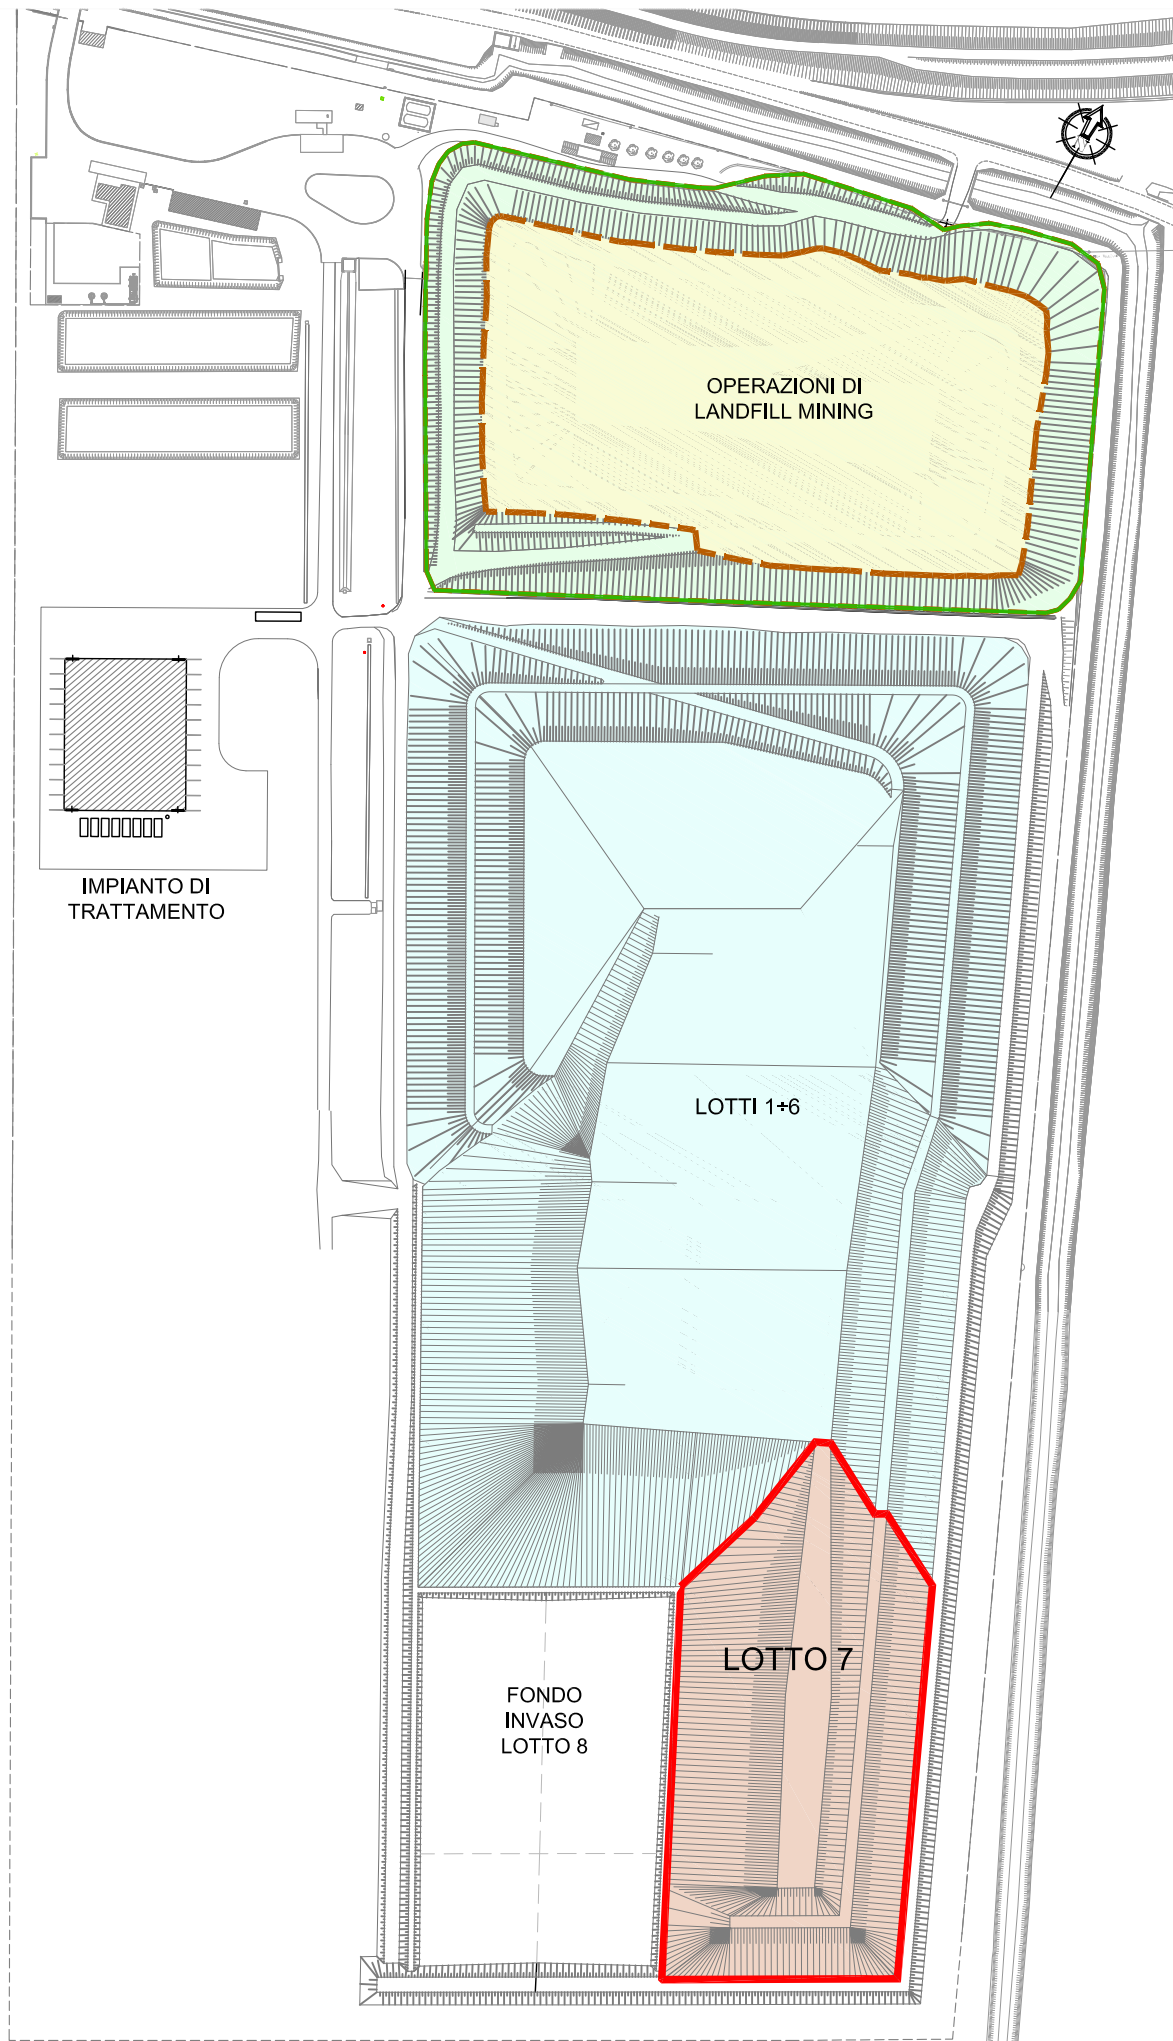 OPERAZIONI DI
LANDFILL MINING
IMPIANTO DI
TRATTAMENTO
LOTTI 1÷6
LOTTO 7
FONDO
INVASO
LOTTO 8